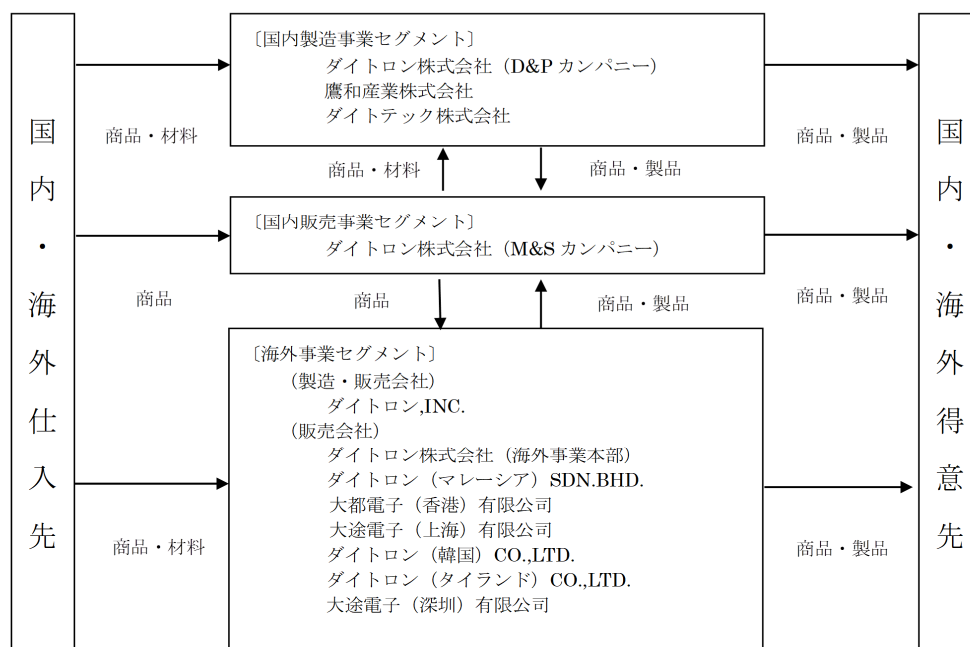 国内・海外仕入先
〔国内製造事業セグメント〕
ダイトロン株式会社（D&P カンパニー）
鷹和産業株式会社
ダイトテック株式会社
商品・材料
商品・製品
商品・材料
商品・製品
〔国内販売事業セグメント〕
ダイトロン株式会社（M&S カンパニー）
商品
商品・製品
商品
商品・製品
〔海外事業セグメント〕
（製造・販売会社）
ダイトロン,INC.
（販売会社）
ダイトロン株式会社（海外事業本部）
ダイトロン（マレーシア）SDN.BHD.
大都電子（香港）有限公司
大途電子（上海）有限公司
ダイトロン（韓国）CO.,LTD.
ダイトロン（タイランド）CO.,LTD.
大途電子（深圳）有限公司
商品・材料
商品・製品
国内・海外得意先